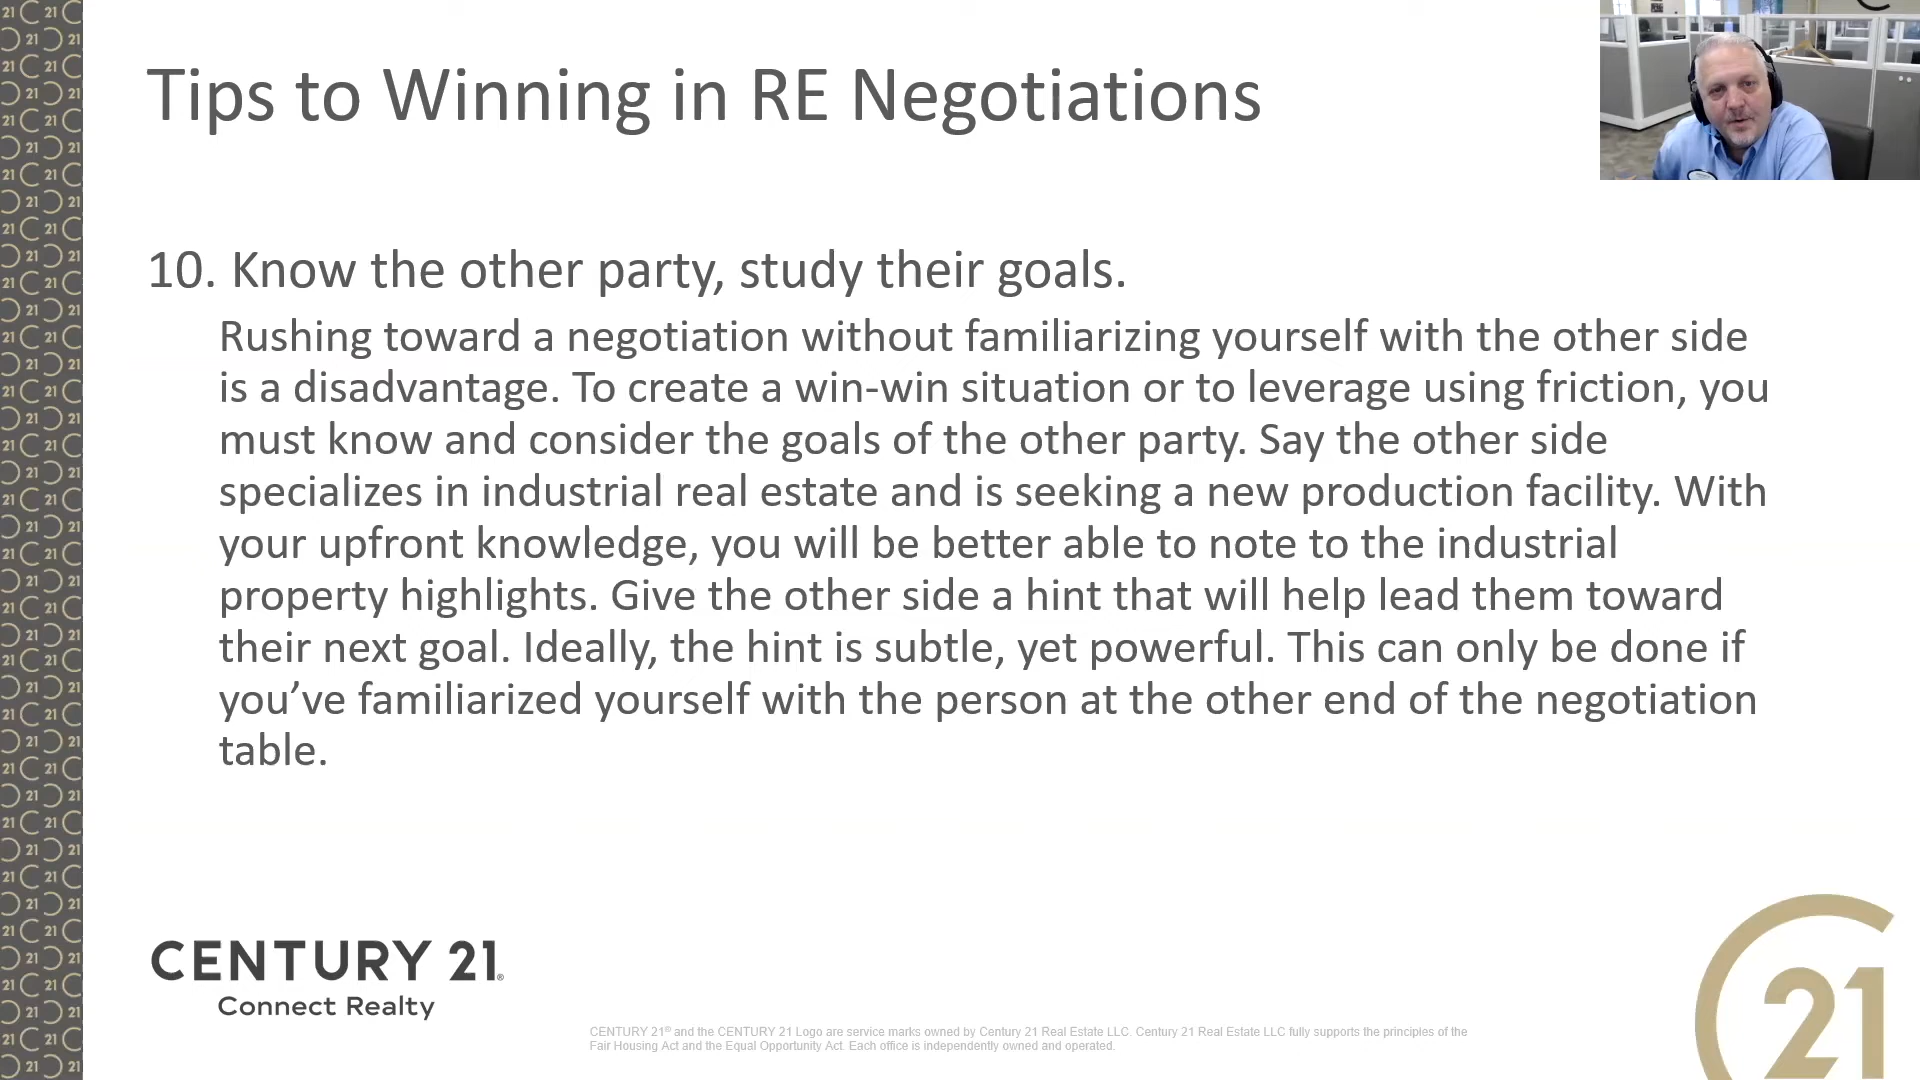 Tips to Winning in RE Negotiations
10. Know the other party, study their goals.
Rushing toward a negotiation without familiarizing yourself with the other side
is a disadvantage. To create a win-win situation or to leverage using friction, you
must know and consider the goals of the other party. Say the other side
specializes in industrial real estate and is seeking a new production facility. With
your upfront knowledge, you will be better able to note to the industrial
property highlights. Give the other side a hint that will help lead them toward
their next goal. Ideally, the hint is subtle, yet powerful. This can only be done if
you’ve familiarized yourself with the person at the other end of the negotiation
table.
CENTURY 21®
Connect Realty
CENTURY 21® and the CENTURY 21 Logo are service marks owned by Century 21 Real Estate LLC. Century 21 Real Estate LLC fully supports the principles of the
Fair Housing Act and the Equal Opportunity Act. Each office is independently owned and operated.
C21